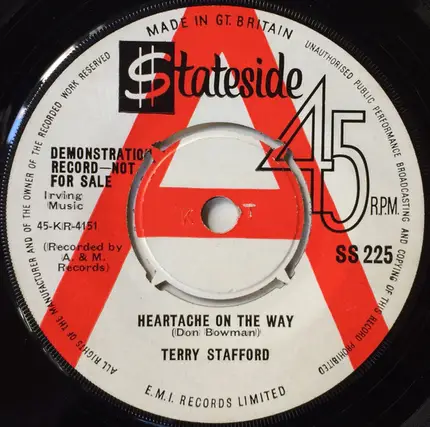 MADE IN GT. BRITAIN
$tateside
45
R.P.M.
DEMONSTRATION
RECORD—NOT
FOR SALE
Irving
Music
45-KR-4151
(Recorded by
A. & M.
Records)
SS 225
K T
A
HEARTACHE ON THE WAY
(Don Bowman)
TERRY STAFFORD
E.M.I. RECORDS LIMITED
ALL RIGHTS OF THE MANUFACTURER AND OF THE OWNER OF THE RECORDED WORK RESERVED
UNAUTHORISED PUBLIC PERFORMANCE BROADCASTING AND COPYING OF THIS RECORD PROHIBITED